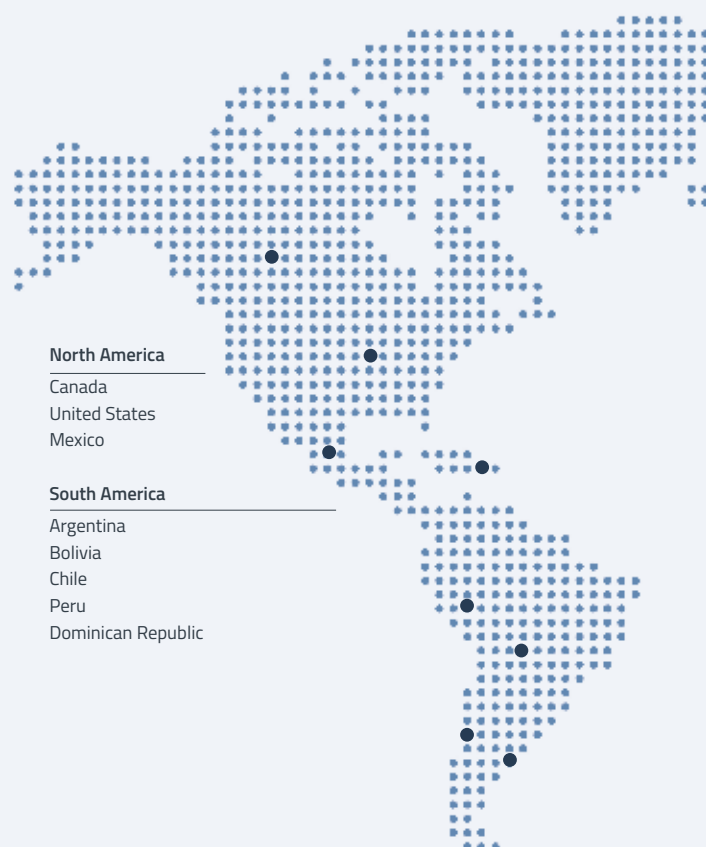 North America
Canada
United States
Mexico
South America
Argentina
Bolivia
Chile
Peru
Dominican Republic